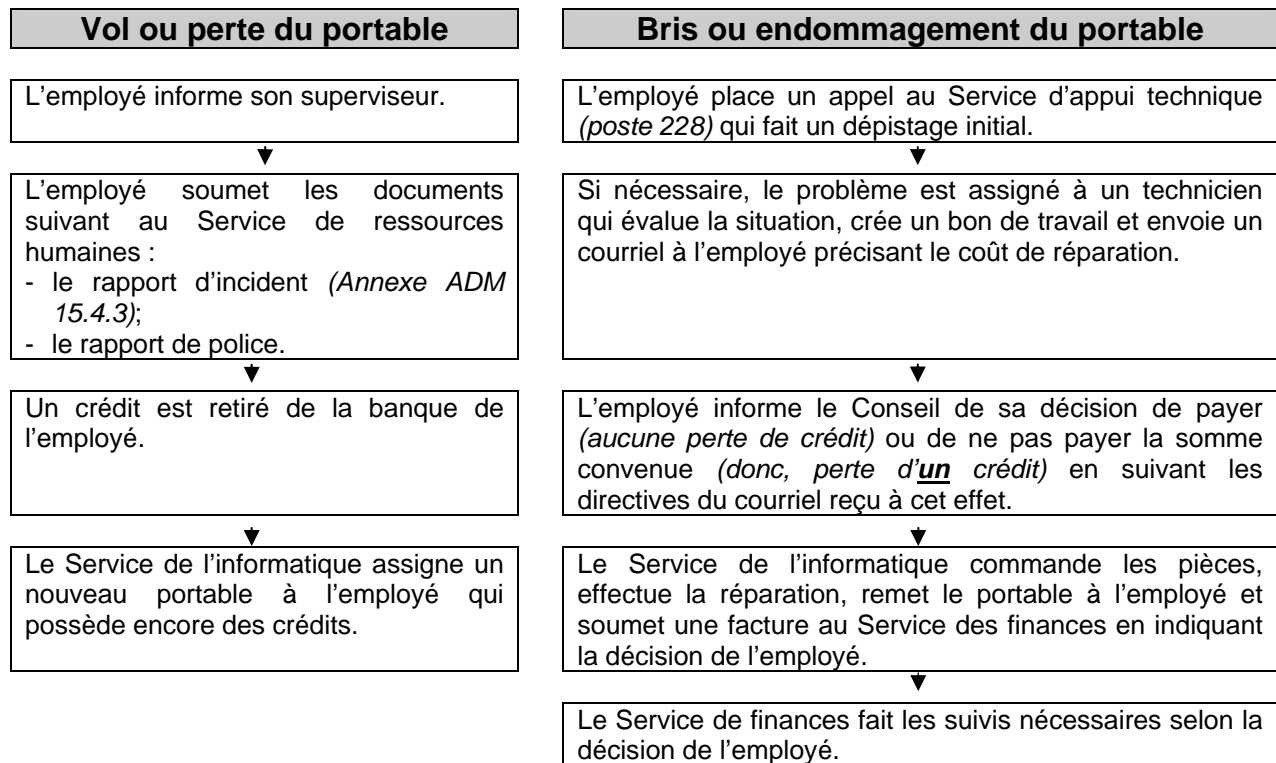 Vol ou perte du portable
L'employé informe son superviseur.
L'employé soumet les documents
suivant au Service de ressources
humaines :
- le rapport d'incident (Annexe ADM
15.4.3);
- le rapport de police.
Un crédit est retiré de la banque de
l'employé.
Le Service de l'informatique assigne un
nouveau portable à l'employé qui
possède encore des crédits.
Bris ou endommagement du portable
L'employé place un appel au Service d'appui technique
(poste 228) qui fait un dépistage initial.
Si nécessaire, le problème est assigné à un technicien
qui évalue la situation, crée un bon de travail et envoie un
courriel à l'employé précisant le coût de réparation.
L'employé informe le Conseil de sa décision de payer
(aucune perte de crédit) ou de ne pas payer la somme
convenue (donc, perte d'un crédit) en suivant les
directives du courriel reçu à cet effet.
Le Service de l'informatique commande les pièces,
effectue la réparation, remet le portable à l'employé et
soumet une facture au Service des finances en indiquant
la décision de l'employé.
Le Service de finances fait les suivis nécessaires selon la
décision de l'employé.